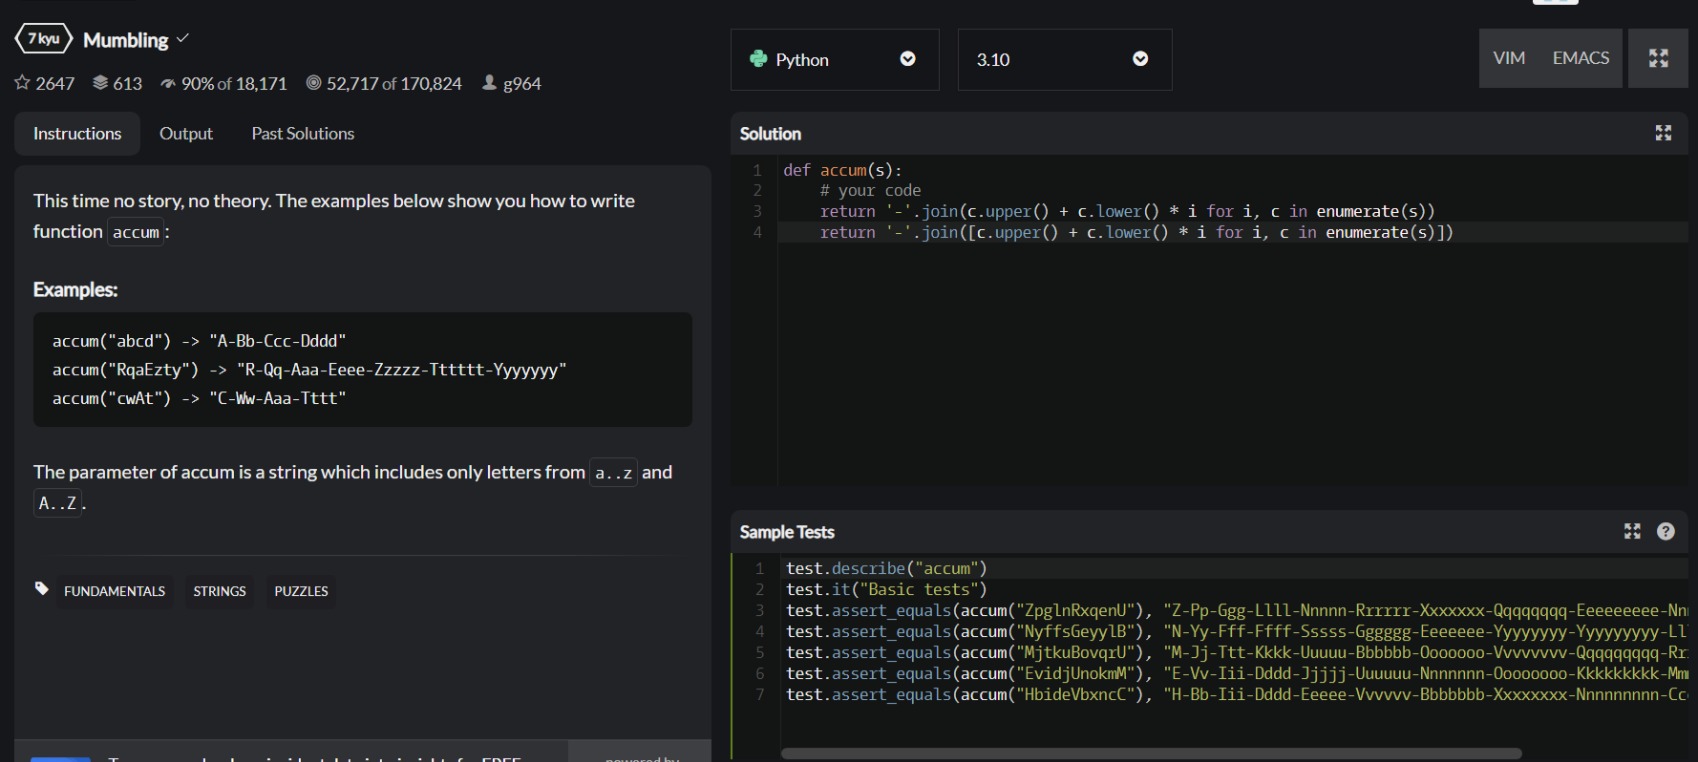 7 kyu Mumbling
2647 613 90% of 18,171 52,717 of 170,824 g964
Instructions Output Past Solutions
This time no story, no theory. The examples below show you how to write
function accum:
Examples:
accum("abcd") -> "A-Bb-Ccc-Dddd"
accum("RqaEzty") -> "R-Qq-Aaa-Eeee-Zzzzz-Tttttt-Yyyyyyy"
accum("cwAt") -> "C-Ww-Aaa-Tttt"
The parameter of accum is a string which includes only letters from a..z and
A..Z.
FUNDAMENTALS STRINGS PUZZLES
powered by
Python 3.10 VIM EMACS
Solution
1 def accum(s):
2 # your code
3 return '-'.join(c.upper() + c.lower() * i for i, c in enumerate(s))
4 return '-'.join([c.upper() + c.lower() * i for i, c in enumerate(s)])
Sample Tests
1 test.describe("accum")
2 test.it("Basic tests")
3 test.assert_equals(accum("ZpglnRxqenU"), "Z-Pp-Ggg-Llll-Nnnnn-Rrrrrr-Xxxxxxx-Qqqqqqqq-Eeeeeeeee-Nn
4 test.assert_equals(accum("NyffsGeyylB"), "N-Yy-Fff-Ffff-Sssss-Gggggg-Eeeeeee-Yyyyyyyy-Yyyyyyyyy-Ll
5 test.assert_equals(accum("MjtkuBovqrU"), "M-Jj-Ttt-Kkkk-Uuuuu-Bbbbbb-Ooooooo-Vvvvvvvv-Qqqqqqqqq-Rr
6 test.assert_equals(accum("EvidjUnokmM"), "E-Vv-Iii-Dddd-Jjjjj-Uuuuuu-Nnnnnnn-Oooooooo-Kkkkkkkkk-Mm
7 test.assert_equals(accum("HbideVbxncC"), "H-Bb-Iii-Dddd-Eeeee-Vvvvvv-Bbbbbbb-Xxxxxxxx-Nnnnnnnnn-Cc